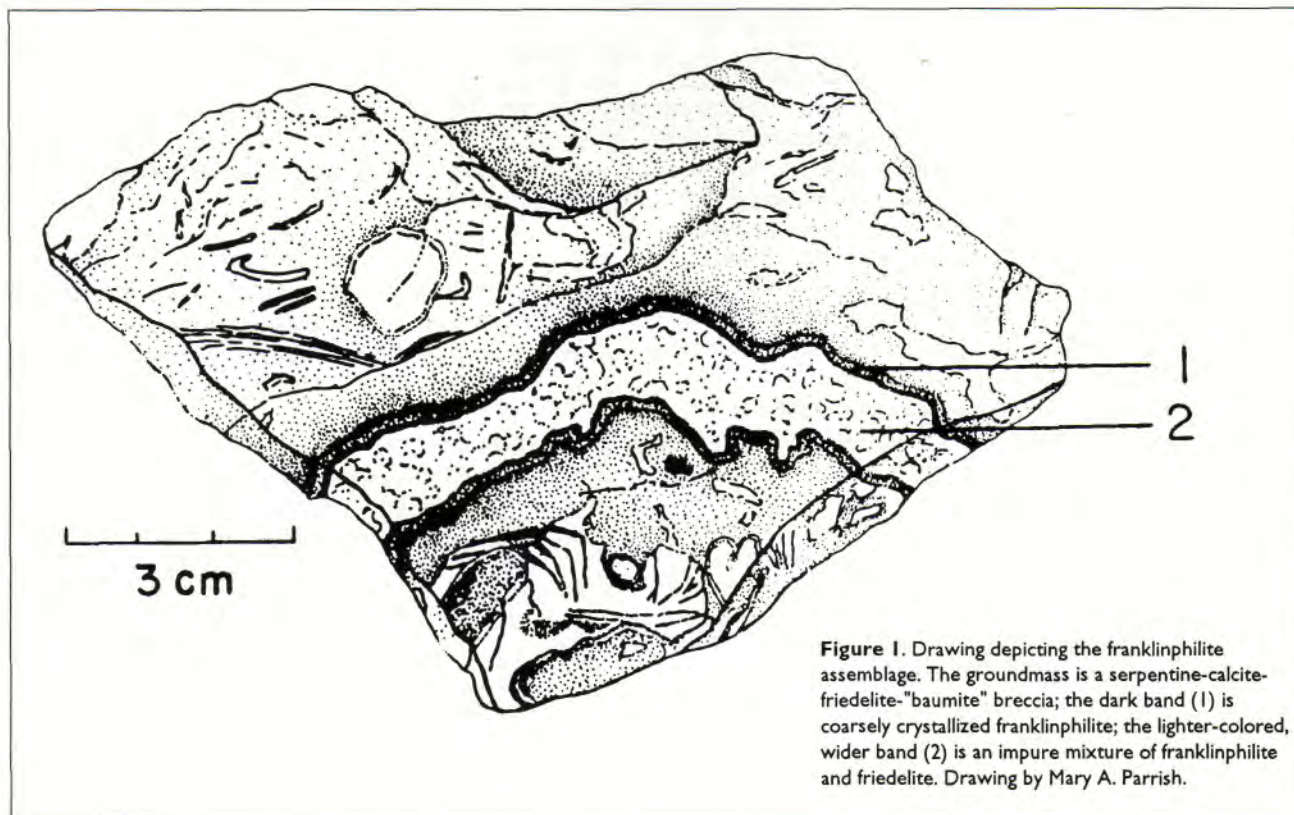 1
2
3 cm
Figure 1. Drawing depicting the franklinphilite
assemblage. The groundmass is a serpentine-calcite-
friedelite-"baumite" breccia; the dark band (1) is
coarsely crystallized franklinphilite; the lighter-colored,
wider band (2) is an impure mixture of franklinphilite
and friedelite. Drawing by Mary A. Parrish.